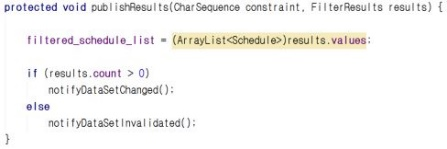 protected void publishResults(CharSequence constraint, FilterResults results) {
filtered_schedule_list = (ArrayList<Schedule>)results.values;
if (results.count > 0)
notifyDataSetChanged();
else
notifyDataSetInvalidated();
}